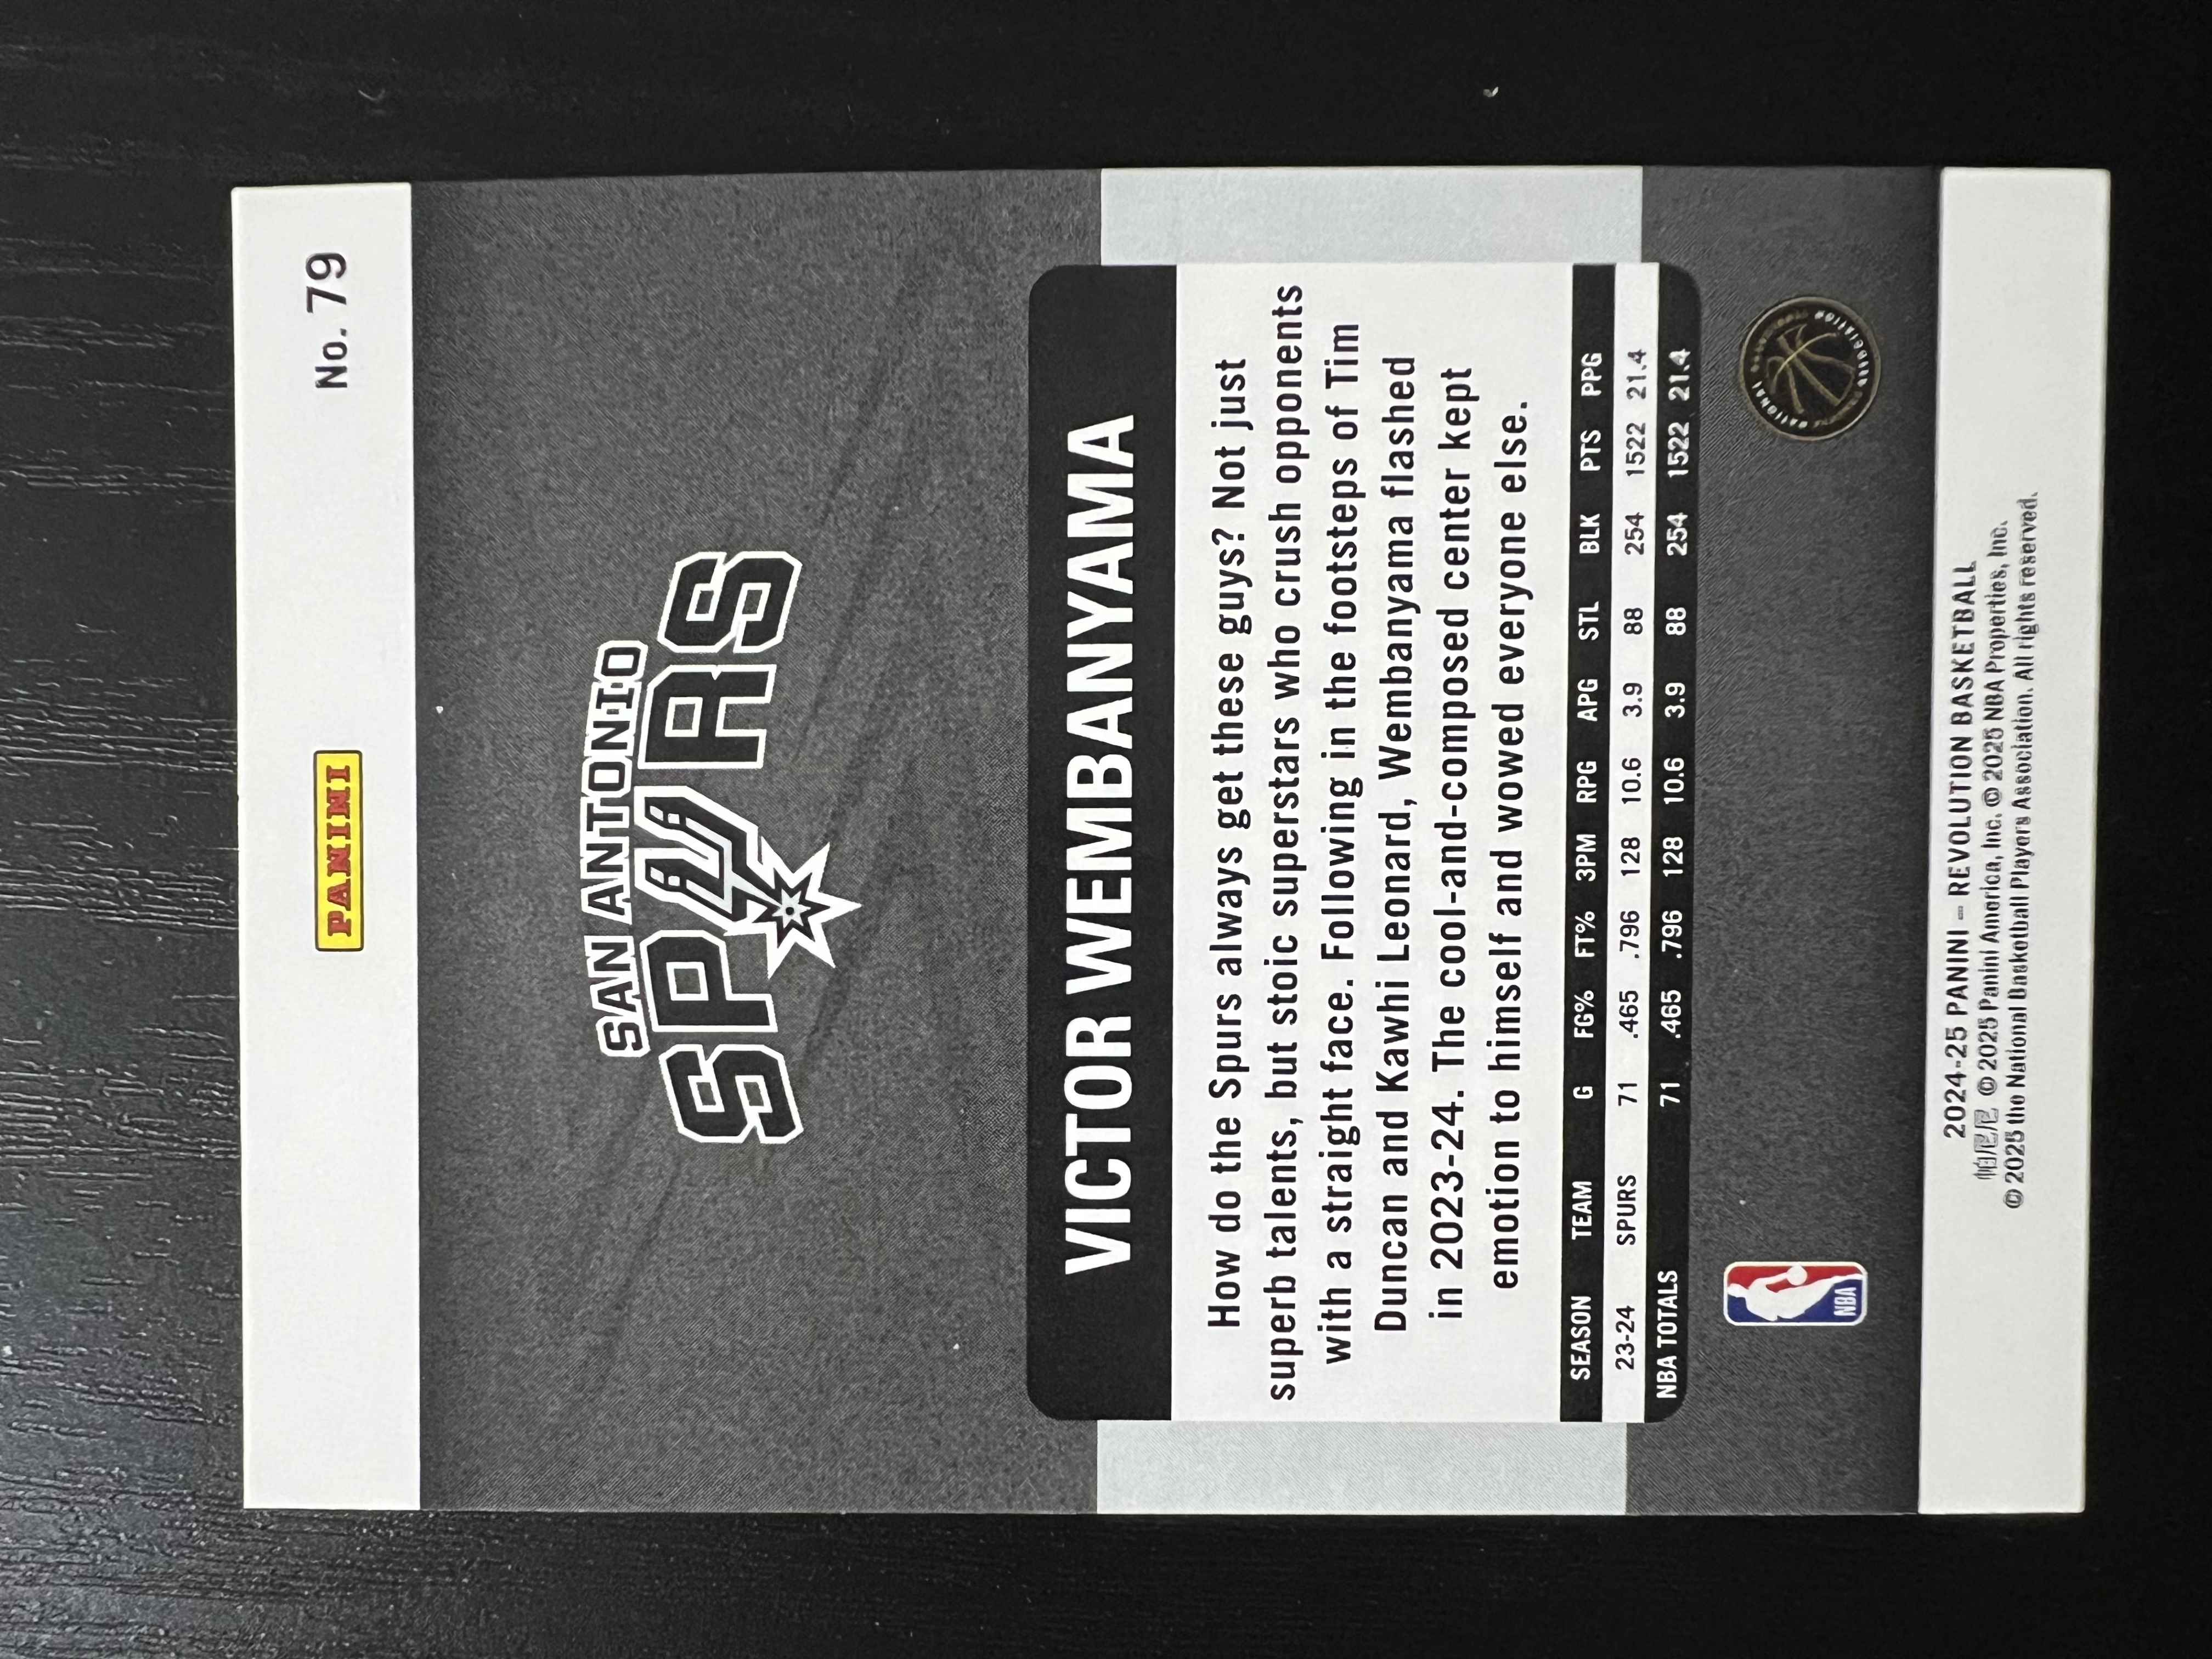 No. 79
PANINI
SAN ANTONIO
SPURS
VICTOR WEMBANYAMA
How do the Spurs always get these guys? Not just
superb talents, but stoic superstars who crush opponents
with a straight face. Following in the footsteps of Tim
Duncan and Kawhi Leonard, Wembanyama flashed
in 2023-24. The cool-and-composed center kept
emotion to himself and wowed everyone else.
SEASON TEAM G FG% FT% 3PM RPG APG STL BLK PTS PPG
23-24 SPURS 71 .465 .796 128 10.6 3.9 88 254 1522 21.4
NBA TOTALS 71 .465 .796 128 10.6 3.9 88 254 1522 21.4
NBA
NATIONAL
ASSOCIATION
2024-25 PANINI – REVOLUTION BASKETBALL
帕尼尼 © 2025 Panini America, Inc. © 2025 NBA Properties, Inc.
© 2025 the National Basketball Players Association. All rights reserved.